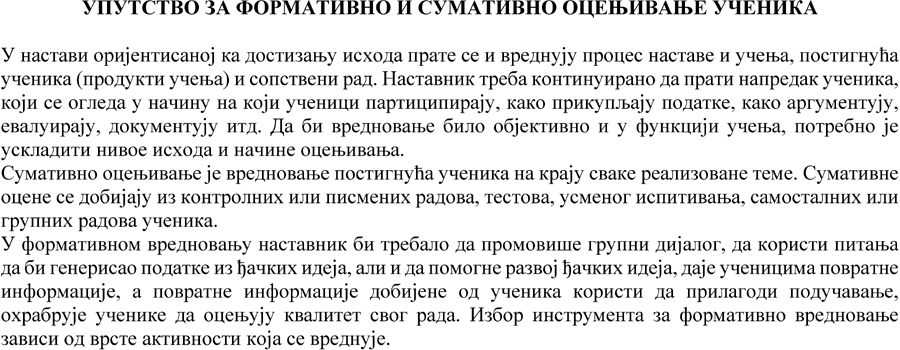 УПУТСТВО ЗА ФОРМАТИВНО И СУМАТИВНО ОЦЕЊИВАЊЕ УЧЕНИКА
У настави оријентисаној ка достизању исхода прате се и вреднују процес наставе и учења, постигнућа
ученика (продукти учења) и сопствени рад. Наставник треба континуирано да прати напредак ученика,
који се огледа у начину на који ученици партиципирају, како прикупљају податке, како аргументују,
евалуирају, документују итд. Да би вредновање било објективно и у функцији учења, потребно је
ускладити нивое исхода и начине оцењивања.
Сумативно оцењивање је вредновање постигнућа ученика на крају сваке реализоване теме. Сумативне
оцене се добијају из контролних или писмених радова, тестова, усменог испитивања, самосталних или
групних радова ученика.
У формативном вредновању наставник би требало да промовише групни дијалог, да користи питања
да би генерисао податке из ђачких идеја, али и да помогне развој ђачких идеја, даје ученицима повратне
информације, а повратне информације добијене од ученика користи да прилагоди подучавање,
охрабрује ученике да оцењују квалитет свог рада. Избор инструмента за формативно вредновање
зависи од врсте активности која се вреднује.